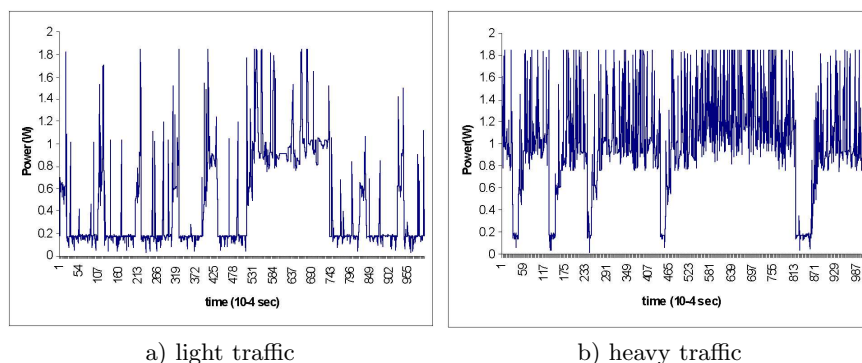 2
1.8
1.6
1.4
1.2
1
0.8
0.6
0.4
0.2
0
Power(W)
1 54 107 160 213 266 319 372 425 478 531 584 637 690 743 796 849 902 955
time (10-4 sec)
a) light traffic
2
1.8
1.6
1.4
1.2
1
0.8
0.6
0.4
0.2
0
Power(W)
1 59 117 175 233 291 349 407 465 523 581 639 697 755 813 871 929 987
time (10-4 sec)
b) heavy traffic